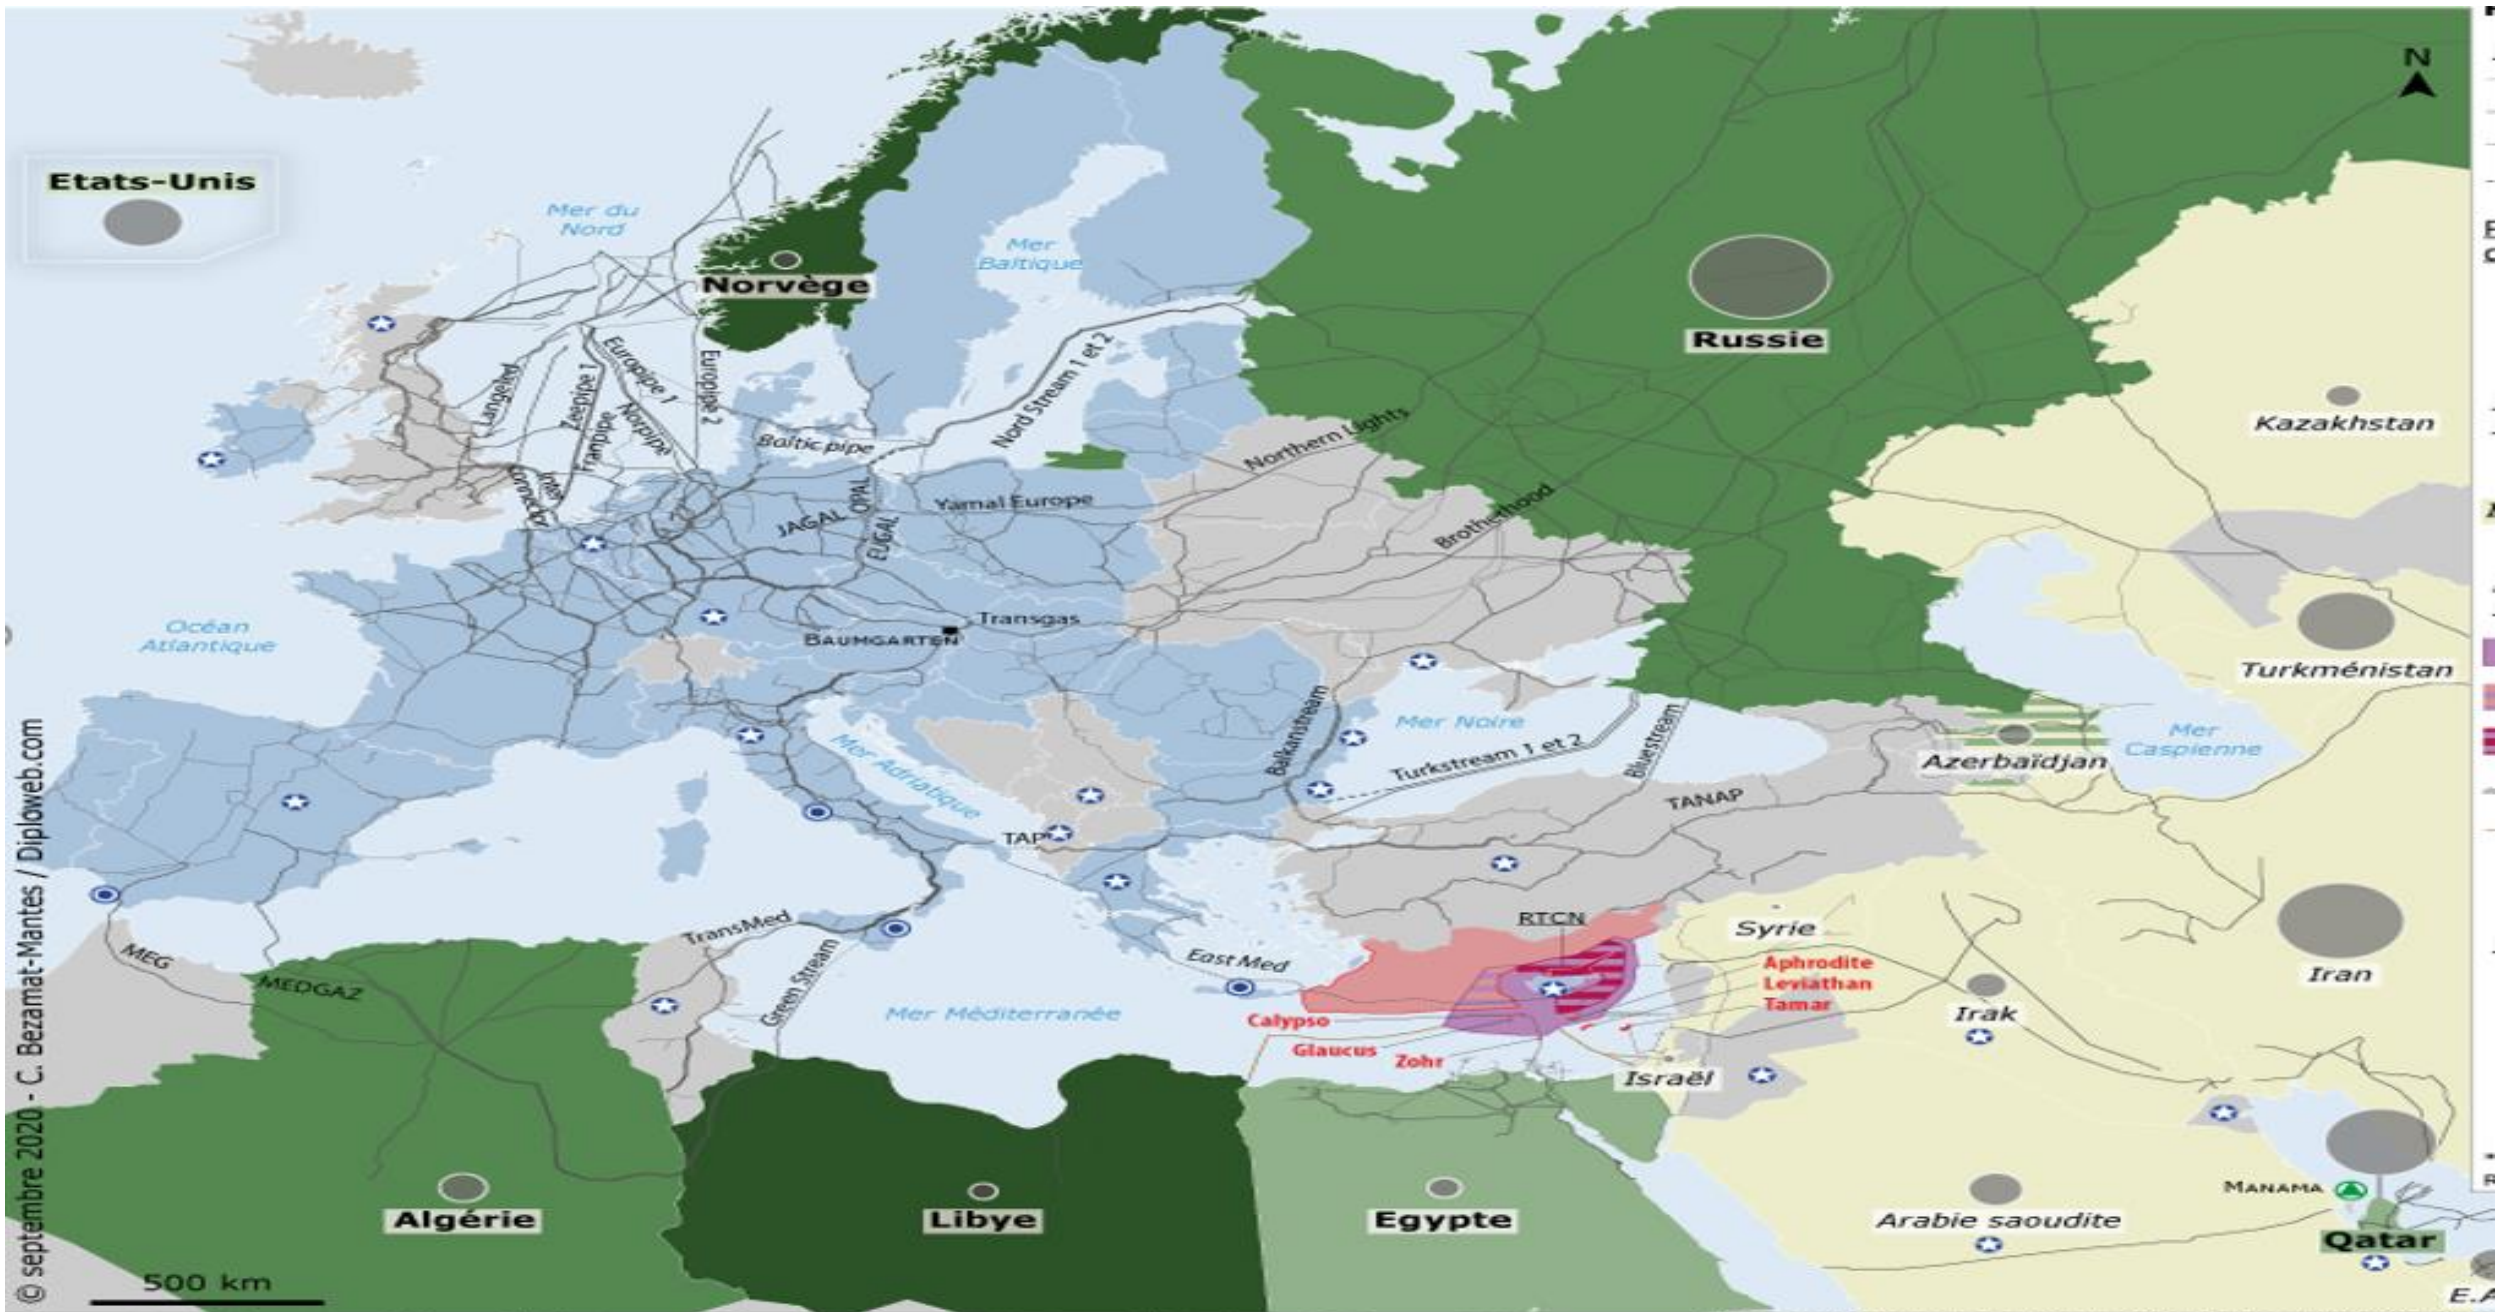 N
Etats-Unis
Mer du
Nord
Mer
Baltique
Norvège
Russie
Kazakhstan
Langeled
Zeepipe 1
Franpipe
Europipe 1
Norpipe
Europipe 2
Inter
connector
Baltic pipe
Nord Stream 1 et 2
Northern Lights
Yamal Europe
JAGAL
OPAL
EUGAL
Brotherhood
Transgas
BAUMGARTEN
Océan
Atlantique
Turkménistan
Mer Noire
Balkanstream
Turkstream 1 et 2
Bluestream
Mer
Caspienne
Azerbaïdjan
Mer Adriatique
TANAP
TAP
RTCN
Syrie
Iran
TransMed
Green Stream
East Med
MEG
MEDGAZ
Mer Méditerranée
Aphrodite
Leviathan
Tamar
Calypso
Glaucus
Zohr
Israël
Irak
Algérie
Libye
Egypte
Arabie saoudite
MANAMA
Qatar
500 km
© septembre 2020 - C. Bezamat-Mantes / Diploweb.com